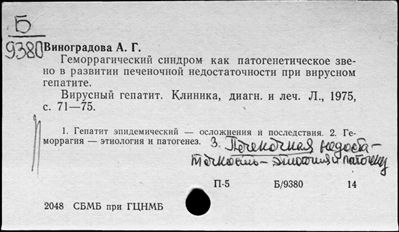 Б
9380
Виноградова А. Г.
Геморрагический синдром как патогенетическое зве-
но в развитии печеночной недостаточности при вирусном
гепатите.
Вирусный гепатит. Клиника, диагн. и леч. Л., 1975,
с. 71—75.
1. Гепатит эпидемический — осложнения и последствия. 2. Ге-
моррагия — этиология и патогенез. 3. Печеночная недоста-
точность – этиология и патогенез
П-5 Б/9380 14
2048 СБМБ при ГЦНМБ